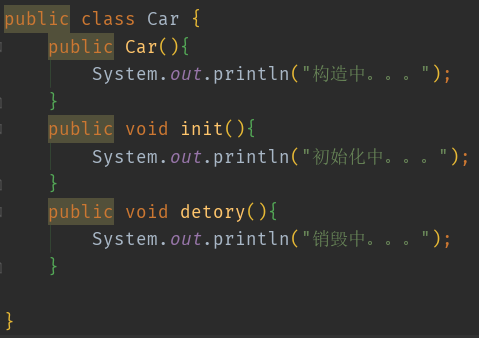 public class Car {
public Car(){
System.out.println("构造中。。。");
}
public void init(){
System.out.println("初始化中。。。");
}
public void detory(){
System.out.println("销毁中。。。");
}
}